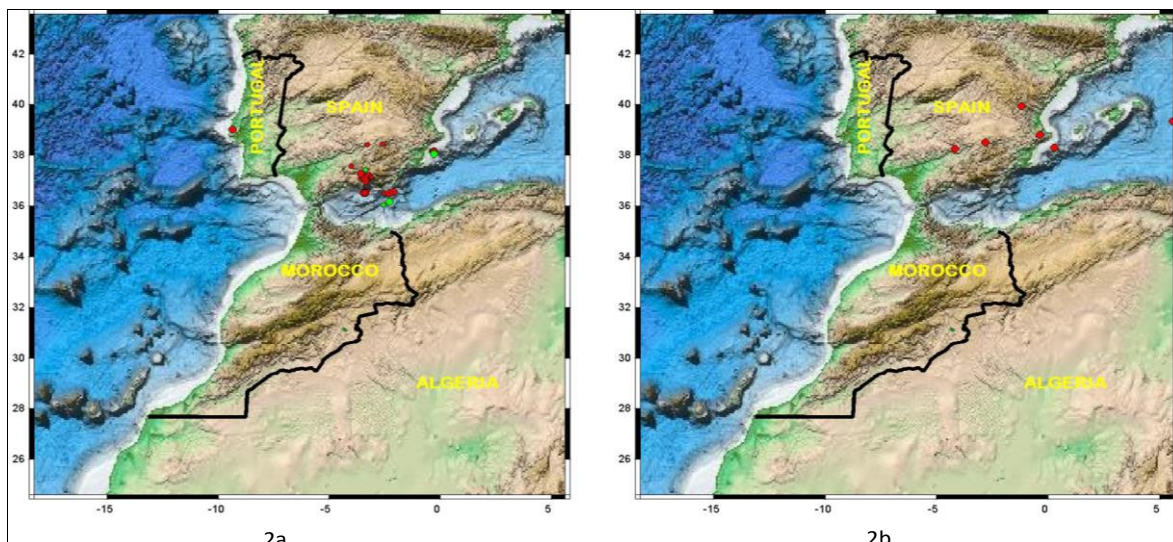 42
40
38
36
34
32
30
28
26
-15
-10
-5
0
5
PORTUGAL
SPAIN
MOROCCO
ALGERIA
2a
42
40
38
36
34
32
30
28
26
-15
-10
-5
0
5
PORTUGAL
SPAIN
MOROCCO
ALGERIA
2b